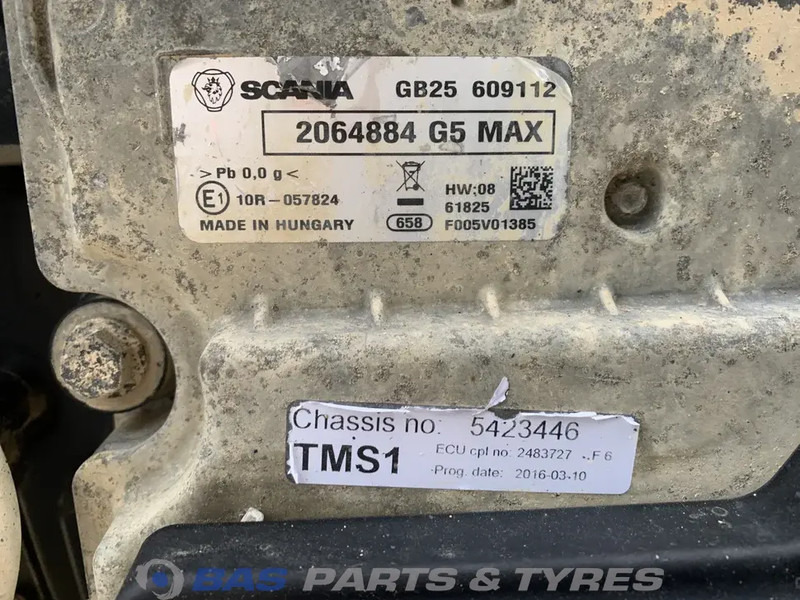 SCANIA GB25 609112
2064884 G5 MAX
>Pb 0,0 g<
E1 10R-057824
HW:08
61825
MADE IN HUNGARY 658 F005V01385
Chassis no: 5423446
TMS1 ECU cpl no: 2483727 .F 6
Prog. date: 2016-03-10
BAS PARTS & TYRES